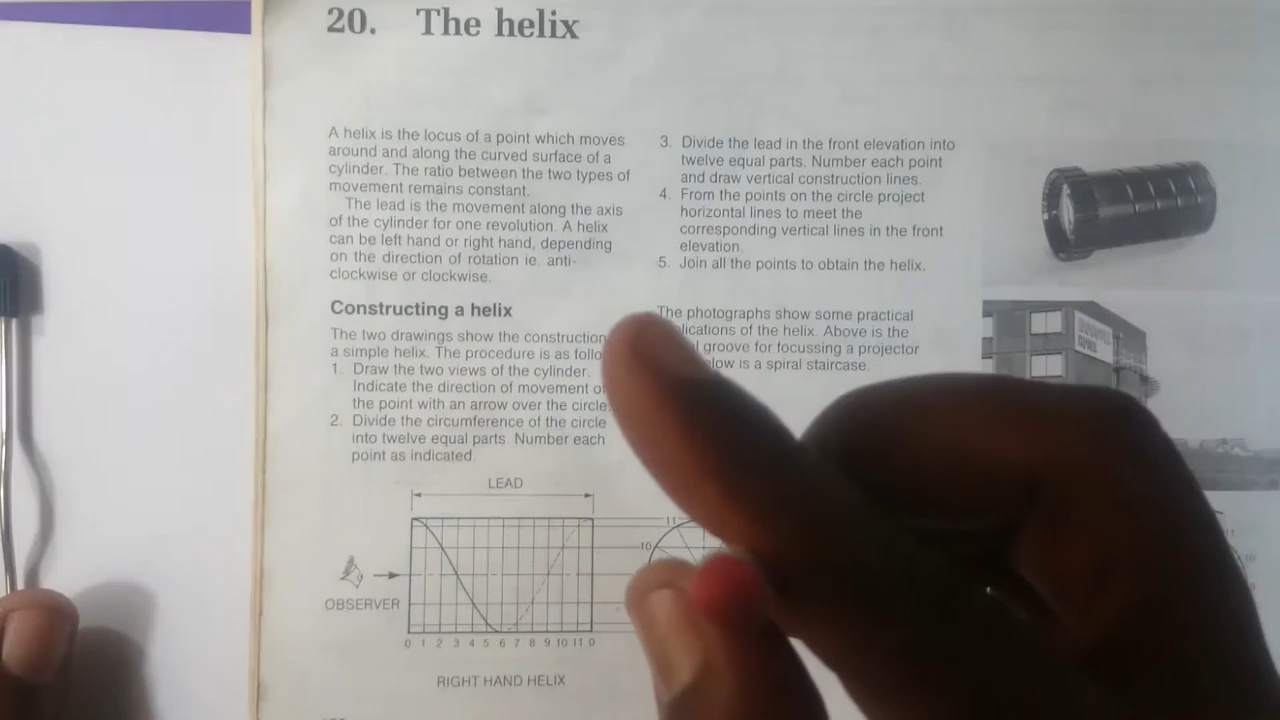 20. The helix
A helix is the locus of a point which moves
around and along the curved surface of a
cylinder. The ratio between the two types of
movement remains constant.
The lead is the movement along the axis
of the cylinder for one revolution. A helix
can be left hand or right hand, depending
on the direction of rotation ie. anti-
clockwise or clockwise.
Constructing a helix
The two drawings show the construction
a simple helix. The procedure is as follo
1. Draw the two views of the cylinder.
Indicate the direction of movement o
the point with an arrow over the circle.
2. Divide the circumference of the circle
into twelve equal parts. Number each
point as indicated.
3. Divide the lead in the front elevation into
twelve equal parts. Number each point
and draw vertical construction lines.
4. From the points on the circle project
horizontal lines to meet the
corresponding vertical lines in the front
elevation.
5. Join all the points to obtain the helix.
The photographs show some practical
plications of the helix. Above is the
l groove for focussing a projector
low is a spiral staircase.
LEAD
11
10
OBSERVER
0 1 2 3 4 5 6 7 8 9 10 11 0
RIGHT HAND HELIX
11
10